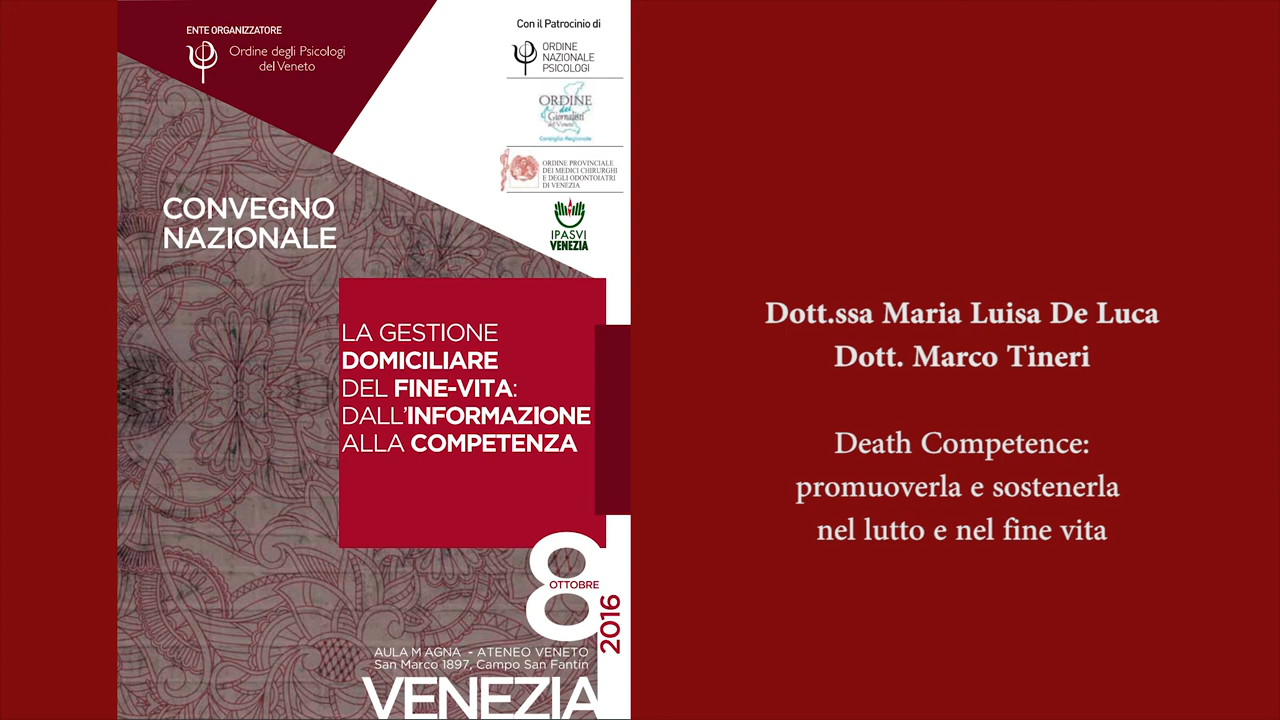 ENTE ORGANIZZATORE
Ordine degli Psicologi
del Veneto
Con il Patrocinio di
ORDINE
NAZIONALE
PSICOLOGI
ORDINE
dei
Giornalisti
del Veneto
Consiglio Regionale
ORDINE PROVINCIALE
DEI MEDICI CHIRURGHI
E DEGLI ODONTOIATRI
DI VENEZIA
IPASVI
VENEZIA
CONVEGNO
NAZIONALE
LA GESTIONE
DOMICILIARE
DEL FINE-VITA:
DALL'INFORMAZIONE
ALLA COMPETENZA
8
OTTOBRE
2016
AULA MAGNA - ATENEO VENETO
San Marco 1897, Campo San Fantin
VENEZIA
Dott.ssa Maria Luisa De Luca
Dott. Marco Tineri
Death Competence:
promuoverla e sostenerla
nel lutto e nel fine vita